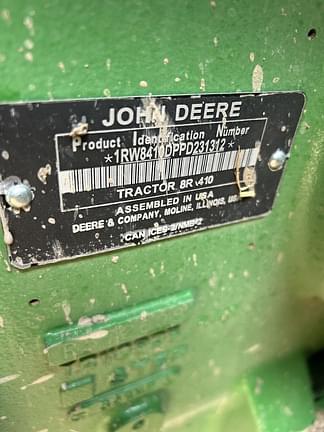 JOHN DEERE
Product Identification Number
*1RW8410DPPD231312*
TRACTOR 8R 410
ASSEMBLED IN USA
DEERE & COMPANY, MOLINE, ILLINOIS, US
CAN ICES-2/NMB-2